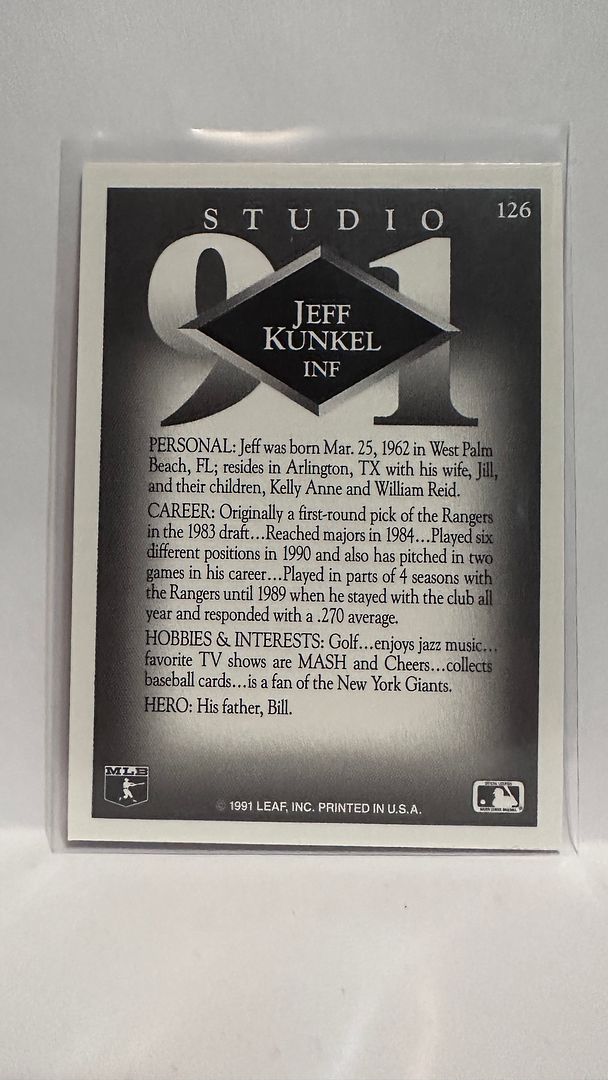 126
STUDIO
91
JEFF
KUNKEL
INF
PERSONAL: Jeff was born Mar. 25, 1962 in West Palm
Beach, FL; resides in Arlington, TX with his wife, Jill,
and their children, Kelly Anne and William Reid.
CAREER: Originally a first-round pick of the Rangers
in the 1983 draft...Reached majors in 1984...Played six
different positions in 1990 and also has pitched in two
games in his career...Played in parts of 4 seasons with
the Rangers until 1989 when he stayed with the club all
year and responded with a .270 average.
HOBBIES & INTERESTS: Golf...enjoys jazz music...
favorite TV shows are MASH and Cheers...collects
baseball cards...is a fan of the New York Giants.
HERO: His father, Bill.
MLB
© 1991 LEAF, INC. PRINTED IN U.S.A.